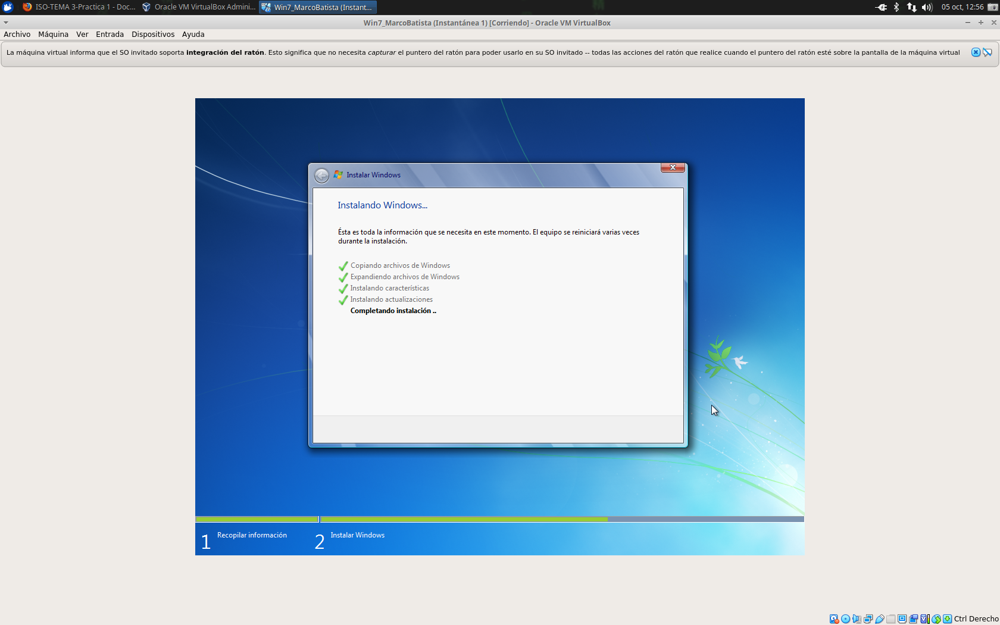 ISO-TEMA 3-Practica 1 - Doc... Oracle VM VirtualBox Admini... Win7_MarcoBatista (Instant... 05 oct, 12:56
Win7_MarcoBatista (Instantánea 1) [Corriendo] - Oracle VM VirtualBox
Archivo Máquina Ver Entrada Dispositivos Ayuda
La máquina virtual informa que el SO invitado soporta integración del ratón. Esto significa que no necesita capturar el puntero del ratón para poder usarlo en su SO invitado -- todas las acciones del ratón que realice cuando el puntero del ratón esté sobre la pantalla de la máquina virtual
Instalar Windows
Instalando Windows...
Ésta es toda la información que se necesita en este momento. El equipo se reiniciará varias veces
durante la instalación.
Copiando archivos de Windows
Expandiendo archivos de Windows
Instalando características
Instalando actualizaciones
Completando instalación ..
1 Recopilar información 2 Instalar Windows
Ctrl Derecho